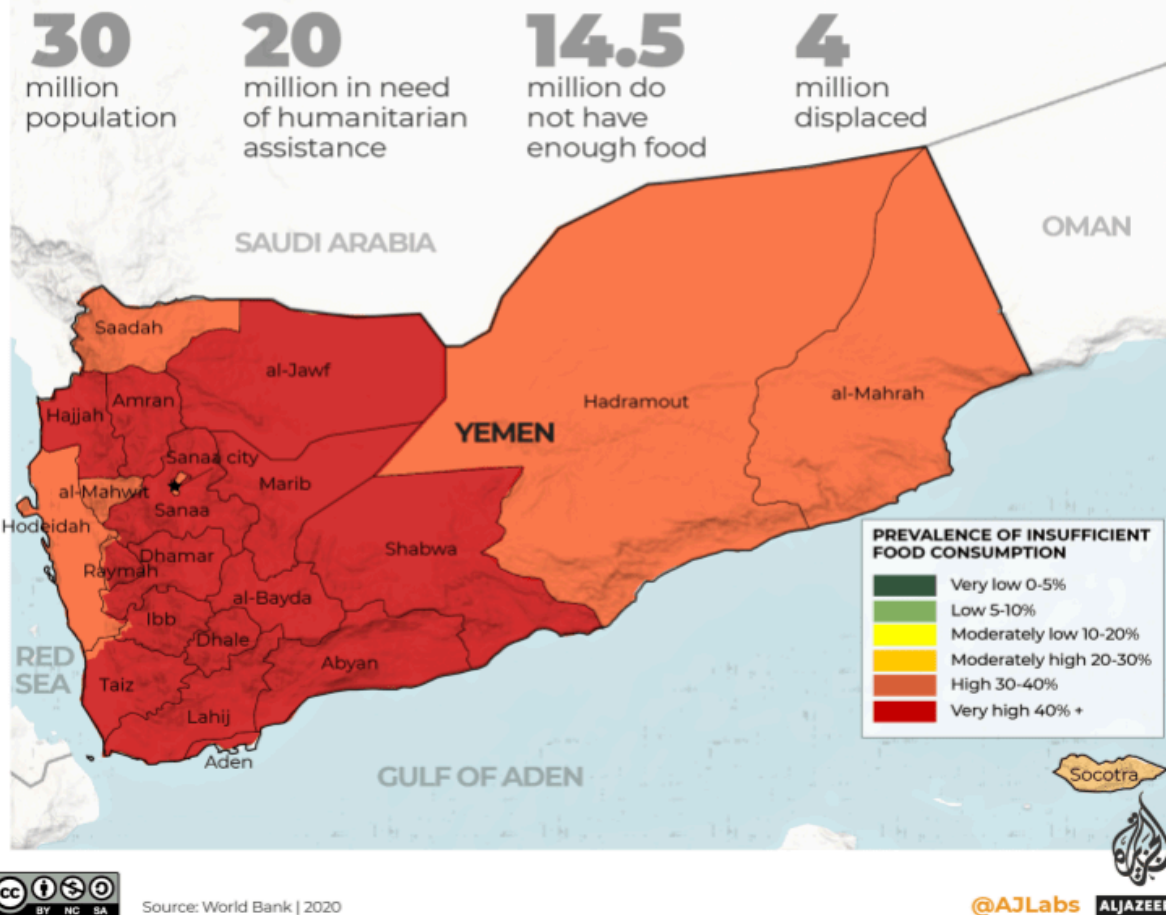 30
million
population
20
million in need
of humanitarian
assistance
14.5
million do
not have
enough food
4
million
displaced
SAUDI ARABIA
OMAN
Saadah
al-Jawf
Amran
Hajjah
Hadramout
al-Mahrah
YEMEN
Sanaa city
Marib
al-Mahwit
Sanaa
Hodeidah
Dhamar
Raymah
Shabwa
al-Bayda
Ibb
Dhale
Abyan
RED
SEA
Taiz
Lahij
Aden
GULF OF ADEN
PREVALENCE OF INSUFFICIENT
FOOD CONSUMPTION
Very low 0-5%
Low 5-10%
Moderately low 10-20%
Moderately high 20-30%
High 30-40%
Very high 40% +
Socotra
cc
BY NC SA
Source: World Bank | 2020
@AJLabs